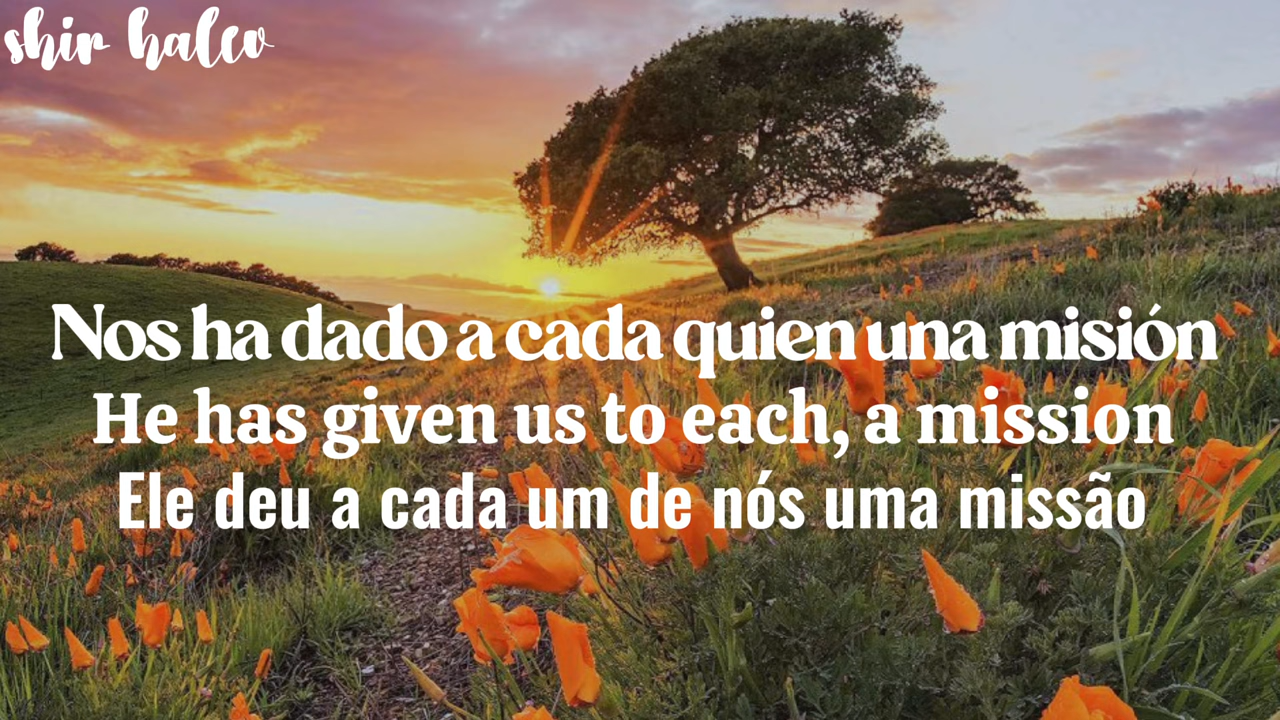 shir halev
Nos ha dado a cada quien una misión
He has given us to each, a mission
Ele deu a cada um de nós uma missão